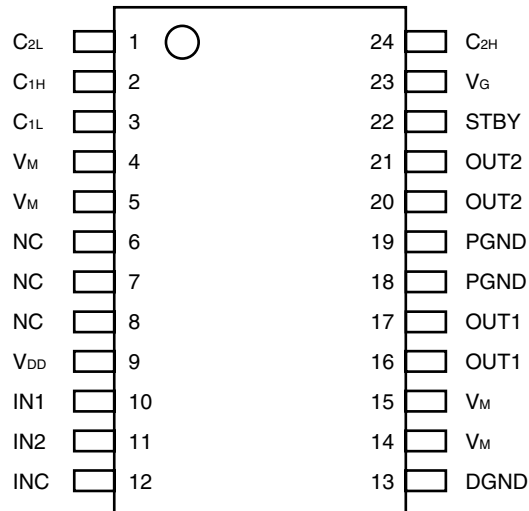 C2L 1 24 C2H
C1H 2 23 VG
C1L 3 22 STBY
VM 4 21 OUT2
VM 5 20 OUT2
NC 6 19 PGND
NC 7 18 PGND
NC 8 17 OUT1
VDD 9 16 OUT1
IN1 10 15 VM
IN2 11 14 VM
INC 12 13 DGND